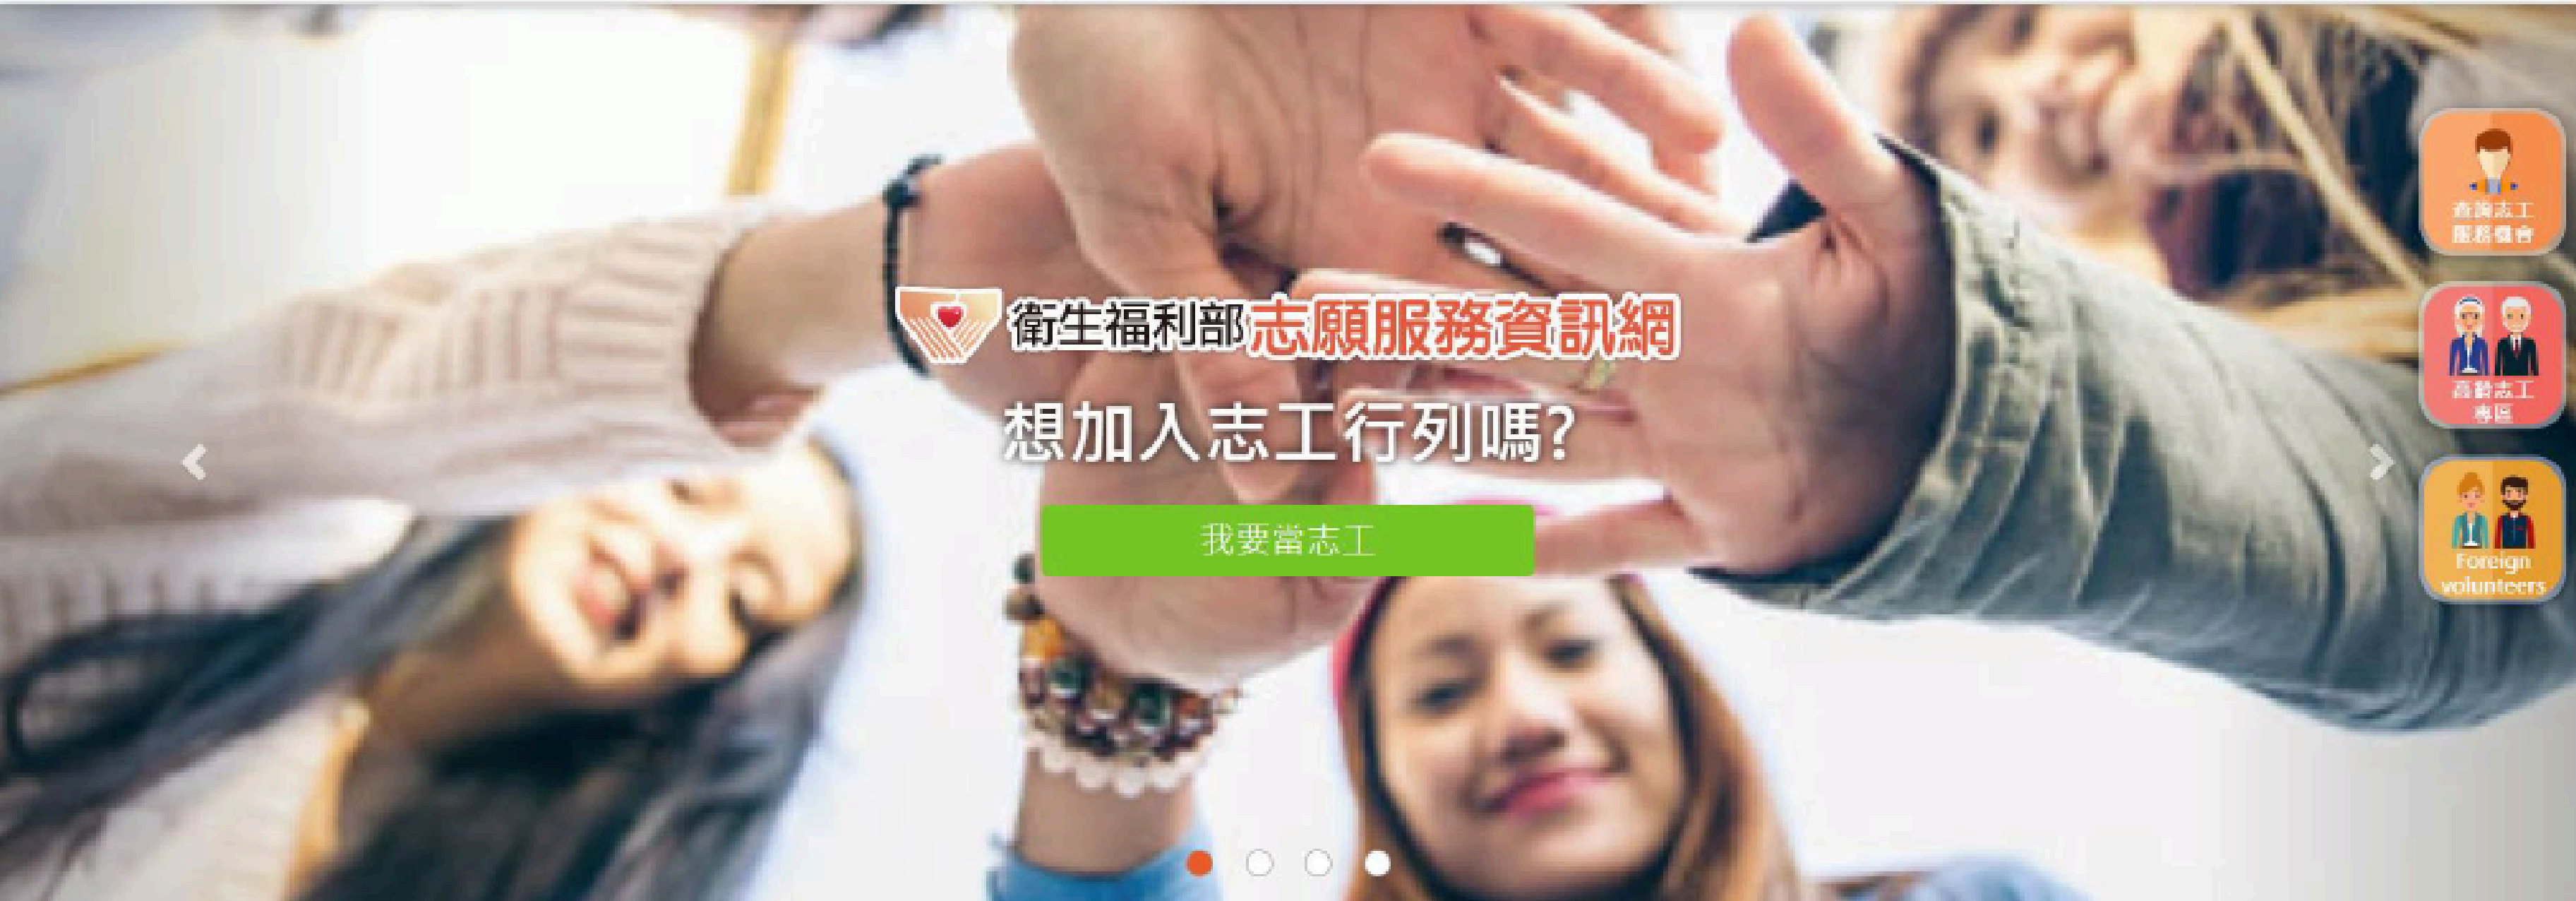 衛生福利部志願服務資訊網
想加入志工行列嗎?
我要當志工
查詢志工
服務機會
高齡志工
專區
Foreign
volunteers